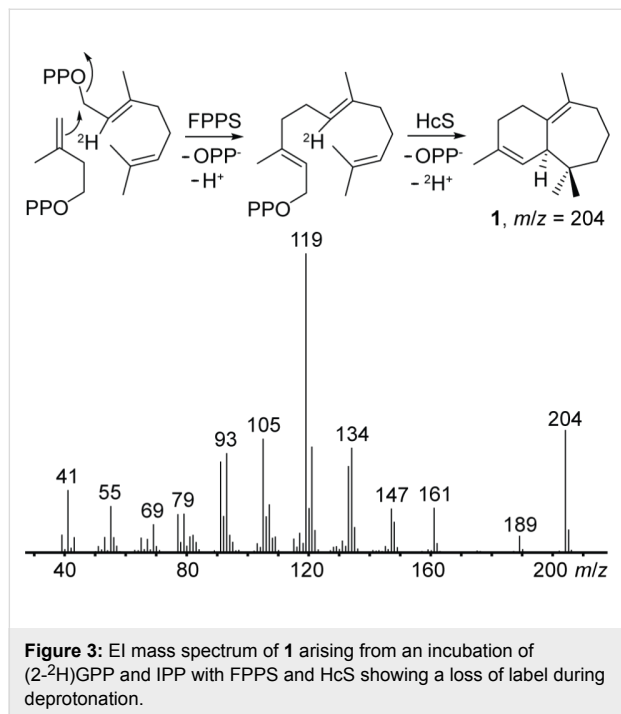 PPO
²H
PPO
FPPS
- OPP⁻
- H⁺
²H
PPO
HcS
- OPP⁻
- ²H⁺
H
1, m/z = 204
119
41
55
69
79
93
105
134
147
161
189
204
40 80 120 160 200 m/z
Figure 3: EI mass spectrum of 1 arising from an incubation of
(2-²H)GPP and IPP with FPPS and HcS showing a loss of label during
deprotonation.